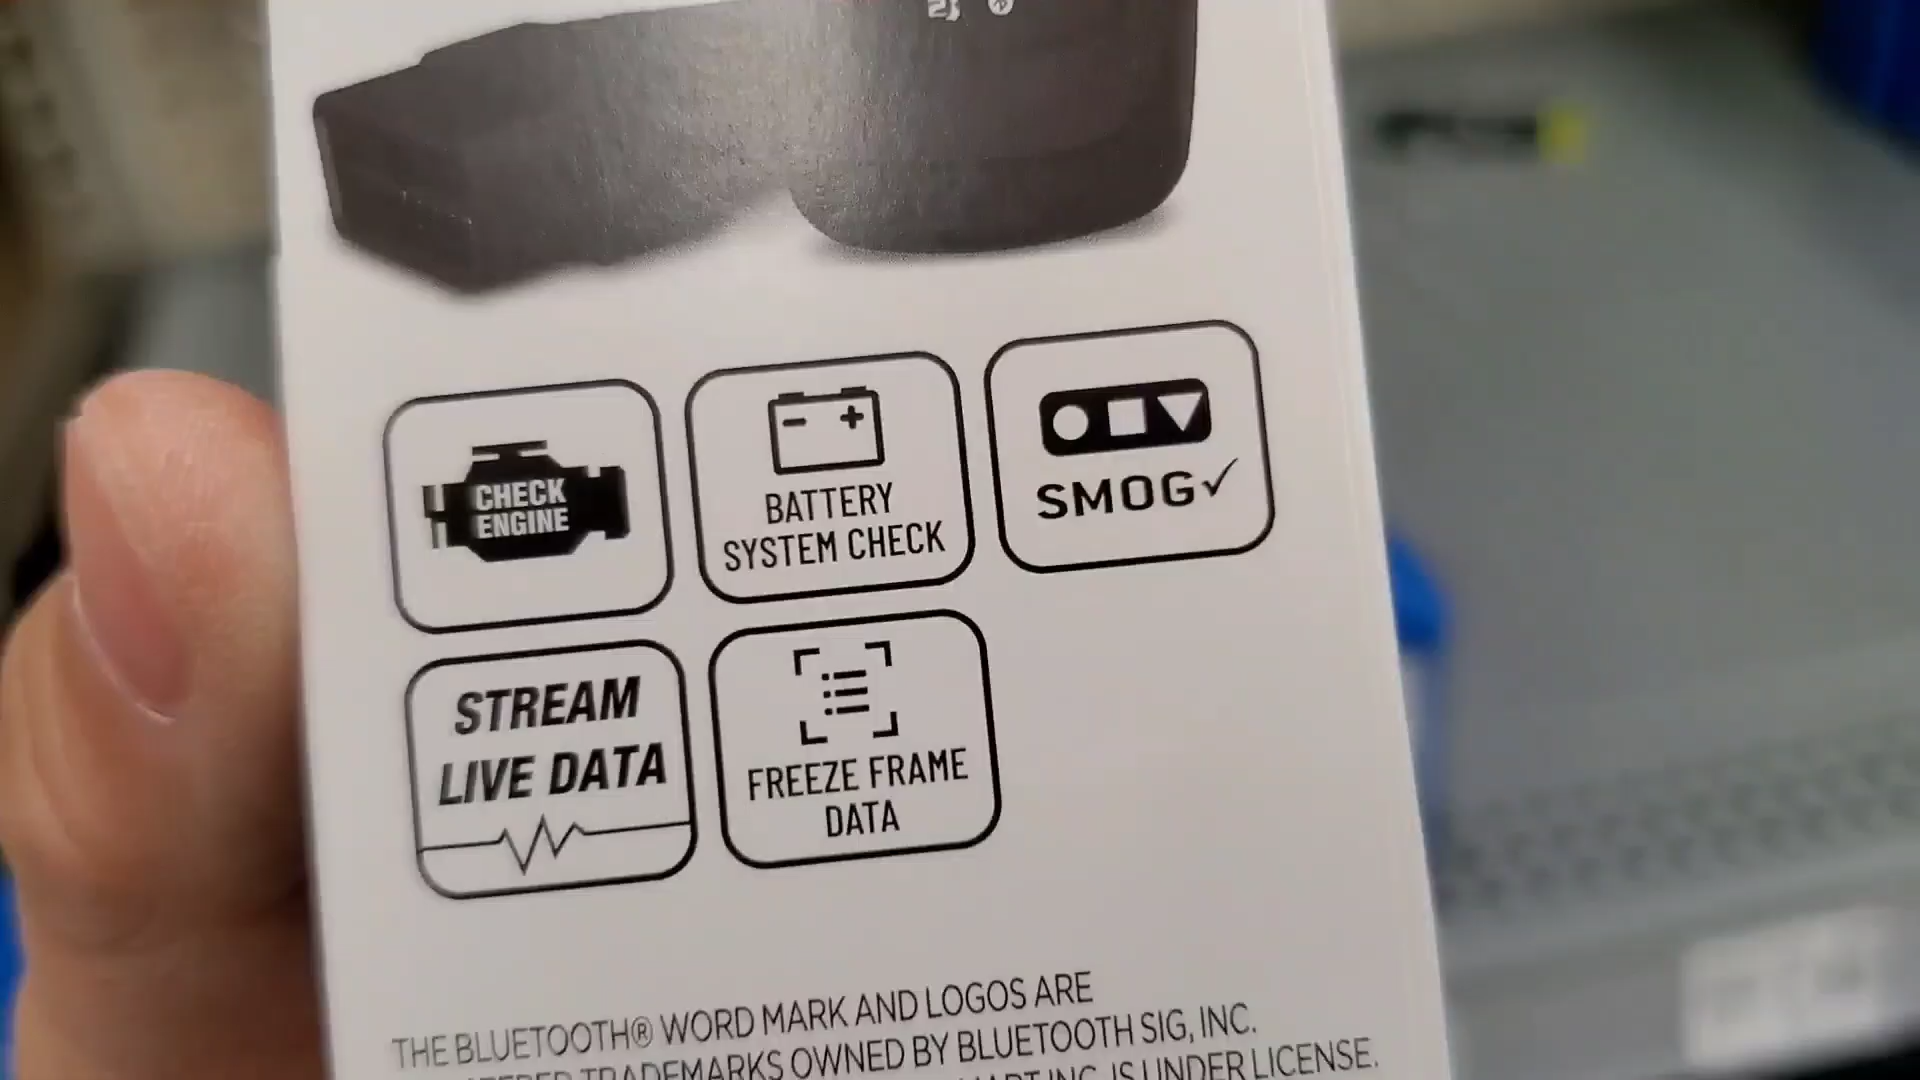 CHECK
ENGINE
- +
BATTERY
SYSTEM CHECK
SMOG✓
STREAM
LIVE DATA
FREEZE FRAME
DATA
THE BLUETOOTH® WORD MARK AND LOGOS ARE
TRADEMARKS OWNED BY BLUETOOTH SIG, INC.
INC. IS UNDER LICENSE.